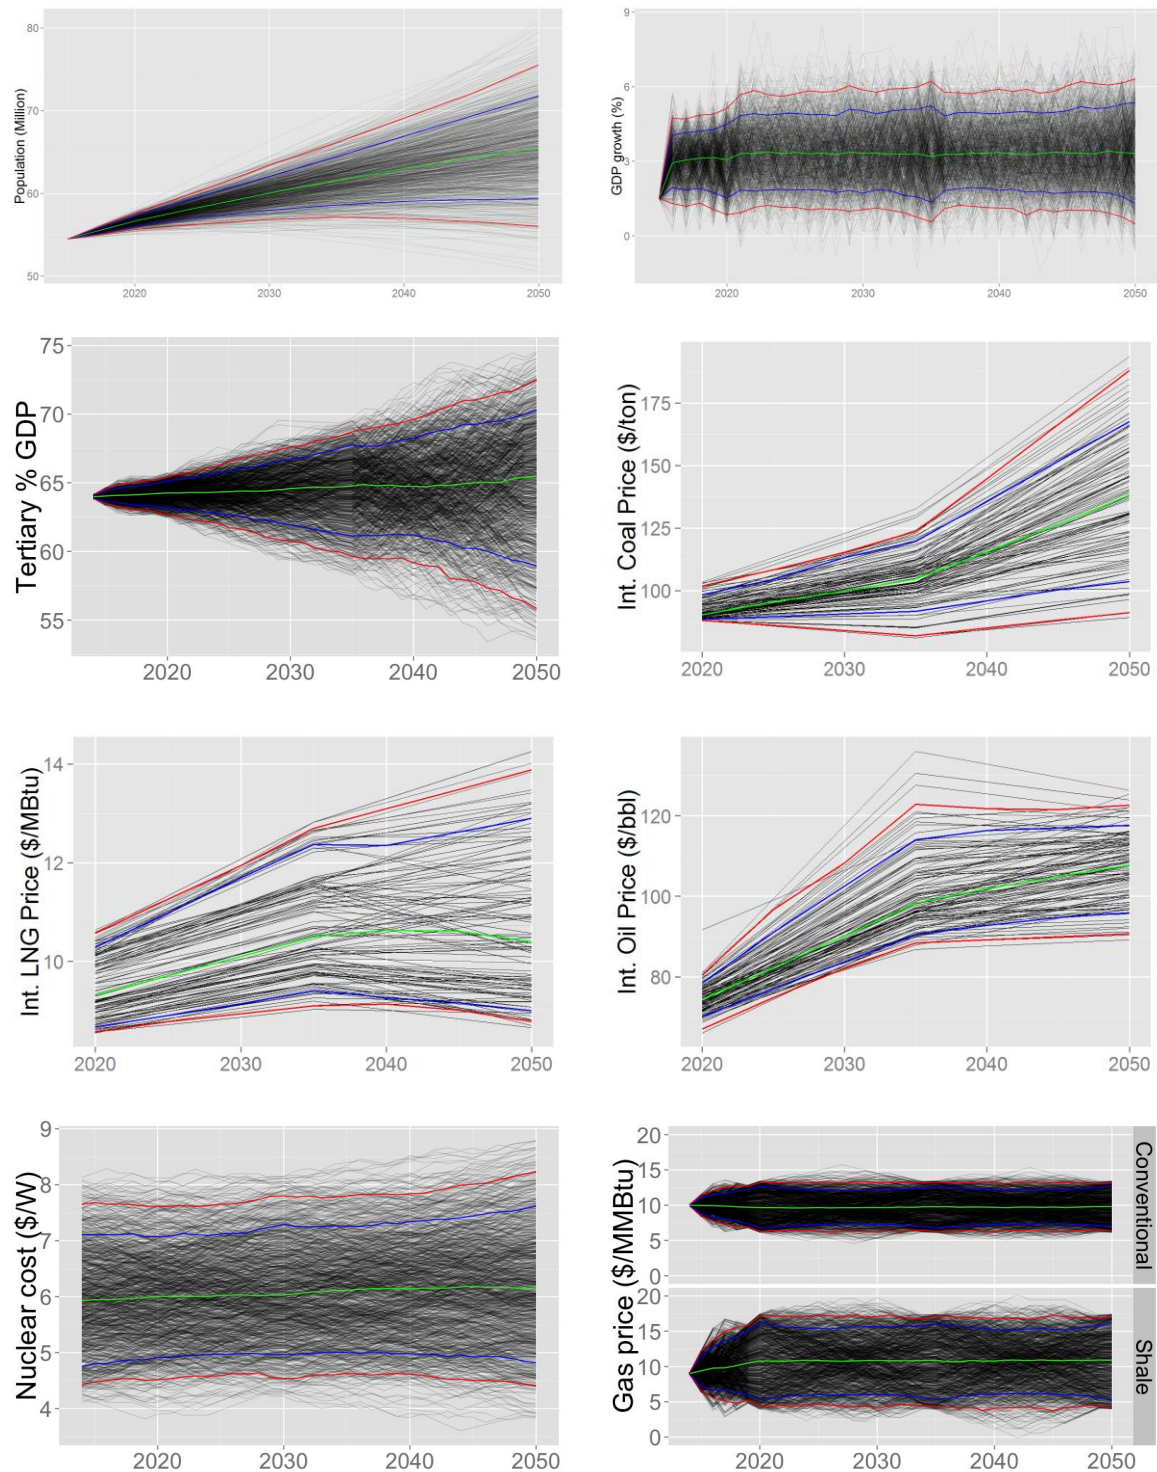 Population (Million)
80
70
60
50
2020 2030 2040 2050
GDP growth (%)
9
6
3
0
2020 2030 2040 2050
Tertiary % GDP
75
70
65
60
55
2020 2030 2040 2050
Int. Coal Price ($/ton)
175
150
125
100
2020 2030 2040 2050
Int. LNG Price ($/MBtu)
14
12
10
2020 2030 2040 2050
Int. Oil Price ($/bbl)
120
100
80
2020 2030 2040 2050
Nuclear cost ($/W)
9
8
7
6
5
4
2020 2030 2040 2050
Gas price ($/MMBtu)
20
15
10
5
0
Conventional
20
15
10
5
0
Shale
2020 2030 2040 2050